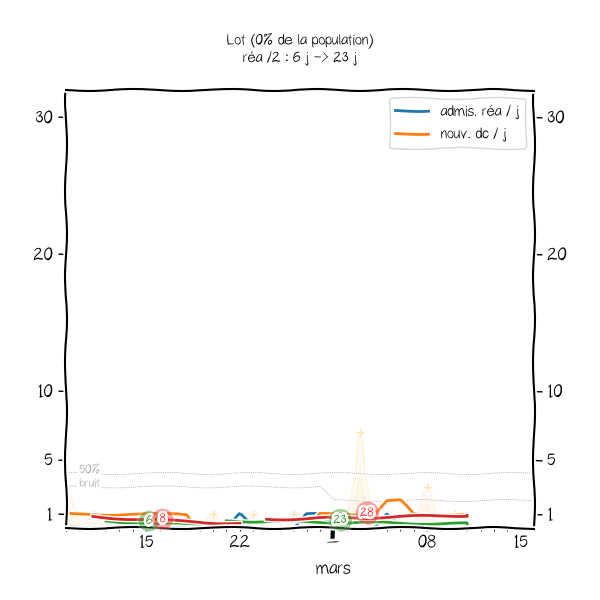 Lot (0% de la population)
réa /2 : 6 j -> 23 j
admis. réa / j
nouv. dc / j
30 30
20 20
10 10
5 5
50%
bruit
1 1
6 8 23 28
15 22 1 08 15
mars